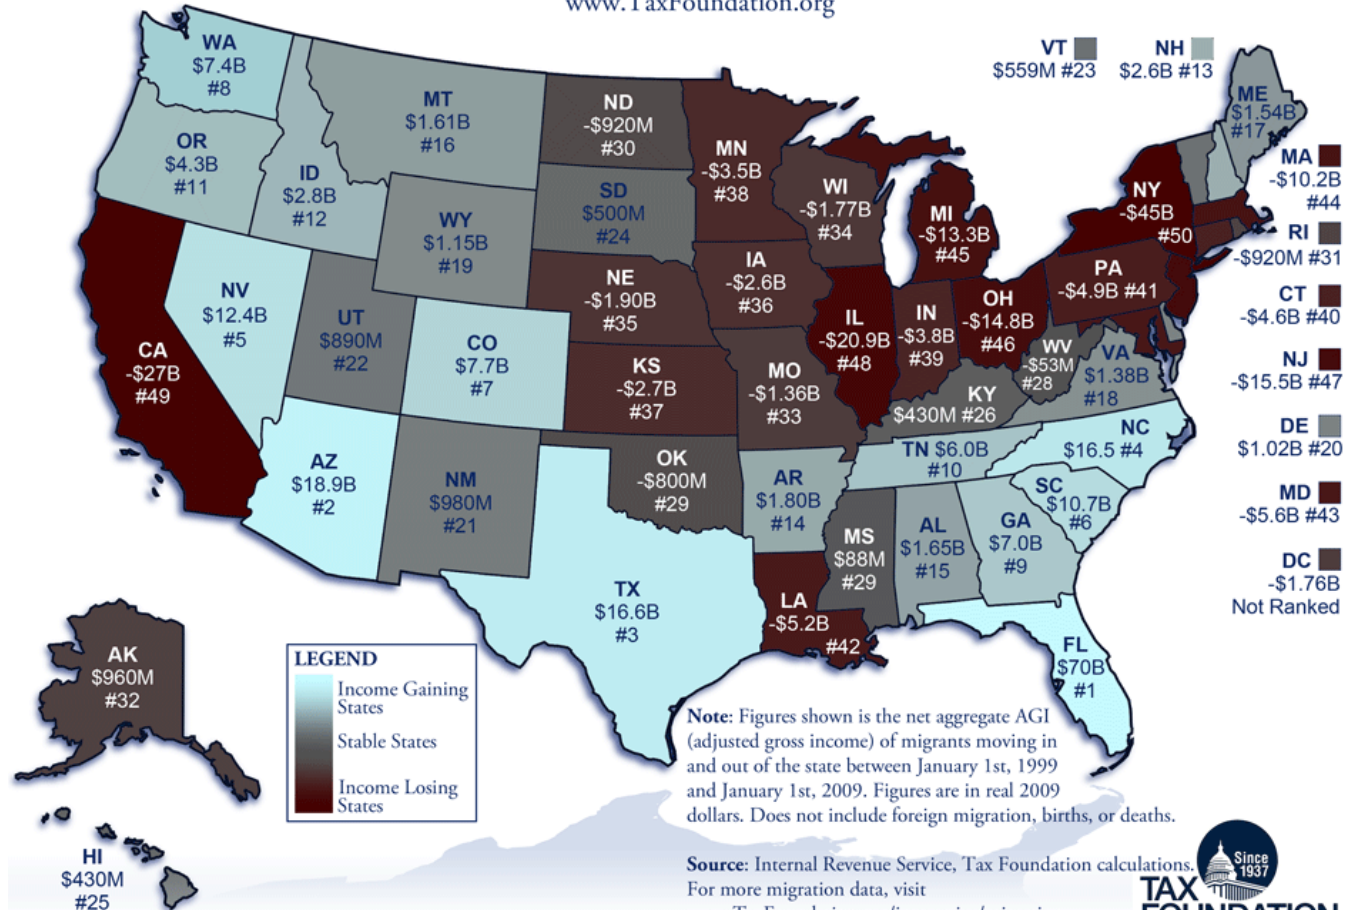 www.TaxFoundation.org
WA
$7.4B
#8
OR
$4.3B
#11
CA
-$27B
#49
NV
$12.4B
#5
ID
$2.8B
#12
MT
$1.61B
#16
WY
$1.15B
#19
UT
$890M
#22
CO
$7.7B
#7
AZ
$18.9B
#2
NM
$980M
#21
ND
-$920M
#30
SD
$500M
#24
NE
-$1.90B
#35
KS
-$2.7B
#37
OK
-$800M
#29
TX
$16.6B
#3
MN
-$3.5B
#38
IA
-$2.6B
#36
MO
-$1.36B
#33
AR
$1.80B
#14
LA
-$5.2B
#42
WI
-$1.77B
#34
IL
-$20.9B
#48
MI
-$13.3B
#45
IN
-$3.8B
#39
OH
-$14.8B
#46
KY
$430M #26
TN $6.0B
#10
MS
$88M
#29
AL
$1.65B
#15
GA
$7.0B
#9
FL
$70B
#1
SC
$10.7B
#6
NC
$16.5 #4
VA
$1.38B
#18
WV
-$53M
#28
PA
-$4.9B #41
NY
-$45B
#50
VT
$559M #23
NH
$2.6B #13
ME
$1.54B
#17
MA
-$10.2B
#44
RI
-$920M #31
CT
-$4.6B #40
NJ
-$15.5B #47
DE
$1.02B #20
MD
-$5.6B #43
DC
-$1.76B
Not Ranked
AK
$960M
#32
HI
$430M
#25
LEGEND
Income Gaining
States
Stable States
Income Losing
States
Note: Figures shown is the net aggregate AGI
(adjusted gross income) of migrants moving in
and out of the state between January 1st, 1999
and January 1st, 2009. Figures are in real 2009
dollars. Does not include foreign migration, births, or deaths.
Source: Internal Revenue Service, Tax Foundation calculations.
For more migration data, visit
Since
1937
TAX
FOUNDATION